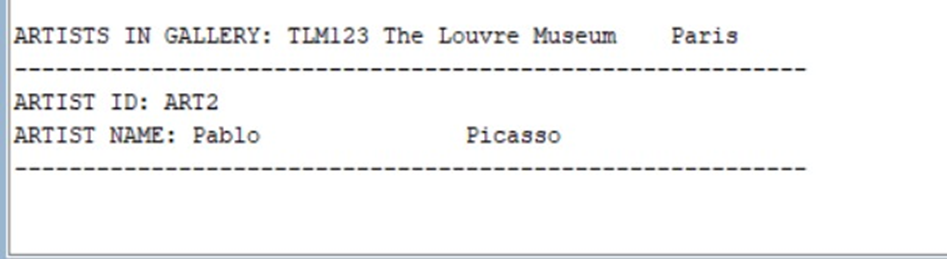 ARTISTS IN GALLERY: TLM123 The Louvre Museum    Paris
----------------------------------------------------------
ARTIST ID: ART2
ARTIST NAME: Pablo               Picasso
----------------------------------------------------------